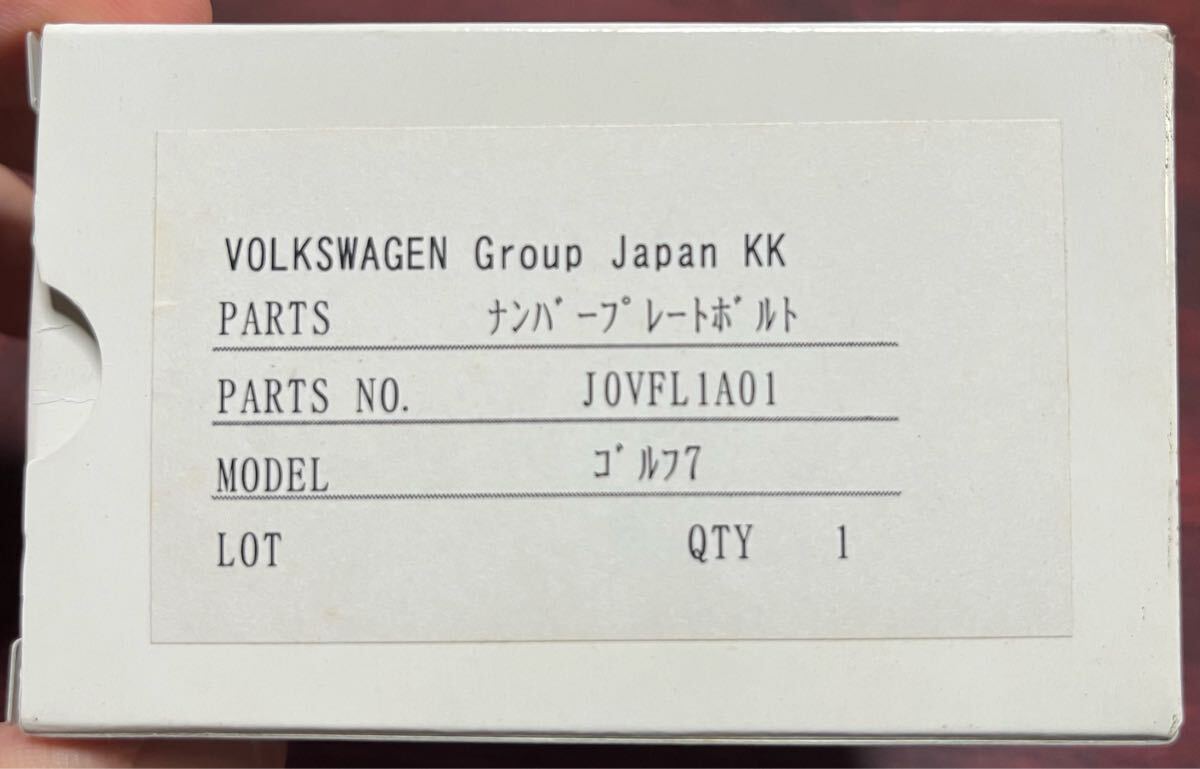 VOLKSWAGEN Group Japan KK
PARTS ﾅﾝﾊﾞｰﾌﾟﾚｰﾄﾎﾞﾙﾄ
PARTS NO. J0VFL1A01
MODEL ｺﾞﾙﾌ7
LOT QTY 1